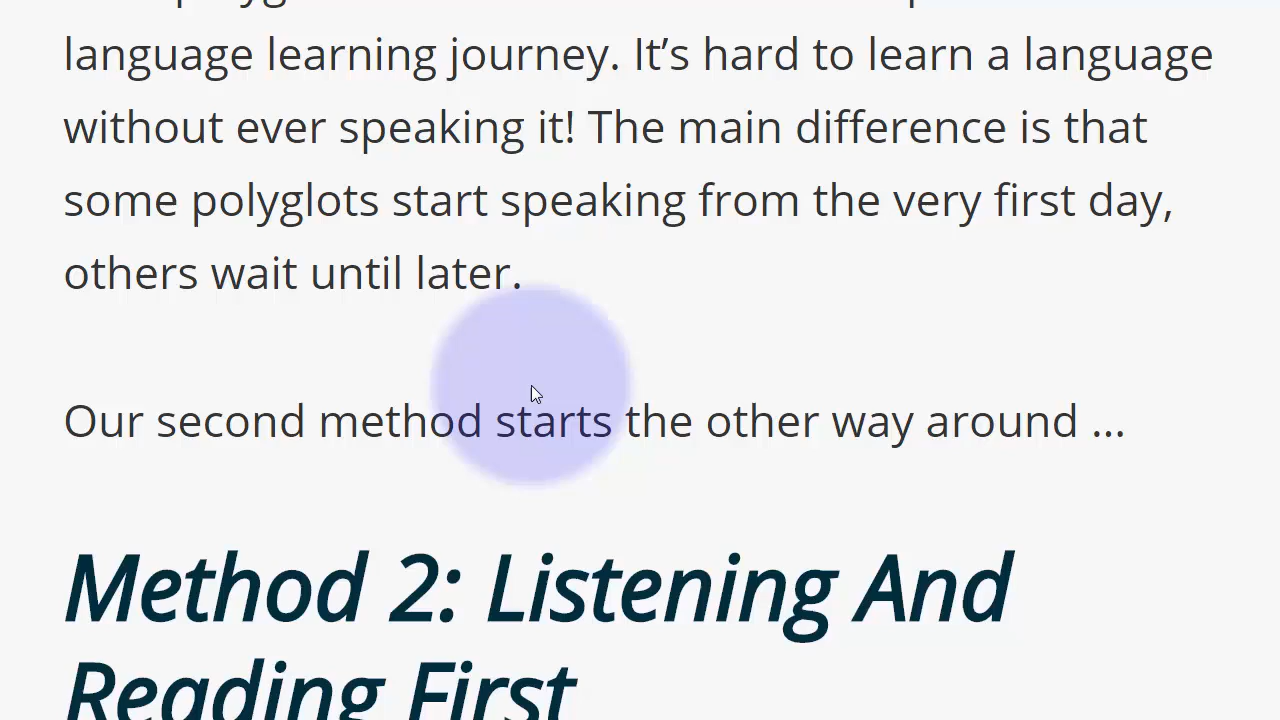 language learning journey. It’s hard to learn a language
without ever speaking it! The main difference is that
some polyglots start speaking from the very first day,
others wait until later.
Our second method starts the other way around ...
Method 2: Listening And
Reading First